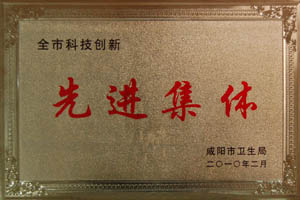 全市科技创新
先进集体
咸阳市卫生局
二〇一〇年二月